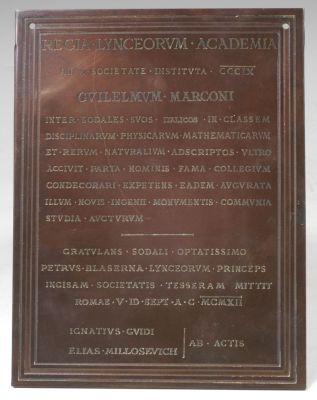 REGIA · LYNCEORVM · ACADEMIA
SOCIETATE · INSTITVTA · CCCIX
GVILELMVM · MARCONI
INTER · SODALES · SVOS · ITALICOS · IN · CLASSEM
DISCIPLINARVM · PHYSICARVM · MATHEMATICARVM
ET · RERVM · NATVRALIVM · ADSCRIPTOS · VLTRO
ACCIVIT · PARTA · HOMINIS · FAMA · COLLEGIVM
CONDECORARI · EXPETENS · EADEM · AVGVRATA
ILLVM · NOVIS · INGENII · MONVMENTIS · COMMVNIA
STVDIA · AVCTVRVM
GRATVLANS · SODALI · OPTATISSIMO
PETRVS · BLASERNA · LYNCEORVM · PRINCEPS
INCISAM · SOCIETATIS · TESSERAM · MITTIT
ROMAE · V · ID · SEPT · A · C · MCMXII
IGNATIVS · GVIDI
AB · ACTIS
ELIAS · MILLOSEVICH